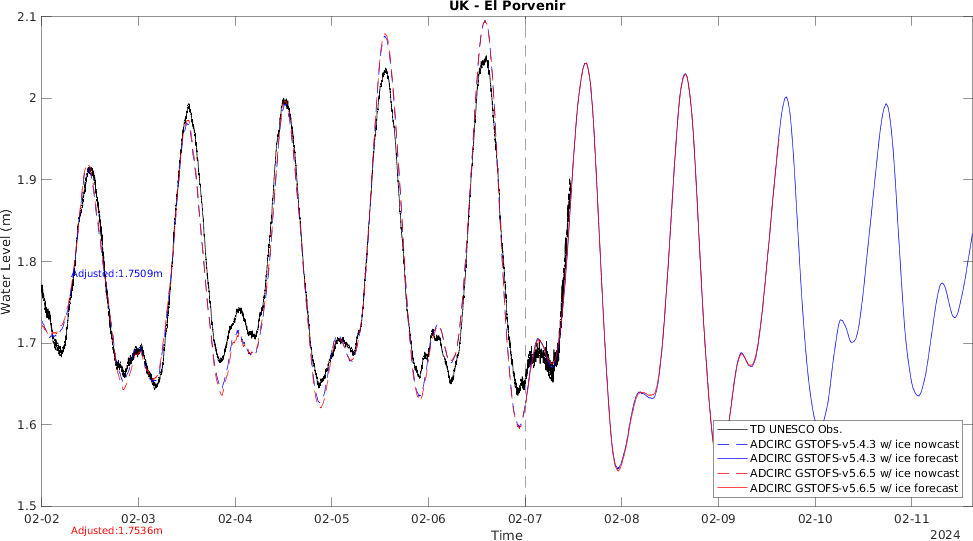 UK - El Porvenir
2.1
2
1.9
1.8
1.7
1.6
1.5
Water Level (m)
Adjusted:1.7509m
Adjusted:1.7536m
TD UNESCO Obs.
ADCIRC GSTOFS-v5.4.3 w/ ice nowcast
ADCIRC GSTOFS-v5.4.3 w/ ice forecast
ADCIRC GSTOFS-v5.6.5 w/ ice nowcast
ADCIRC GSTOFS-v5.6.5 w/ ice forecast
02-02 02-03 02-04 02-05 02-06 02-07 02-08 02-09 02-10 02-11
Time
2024